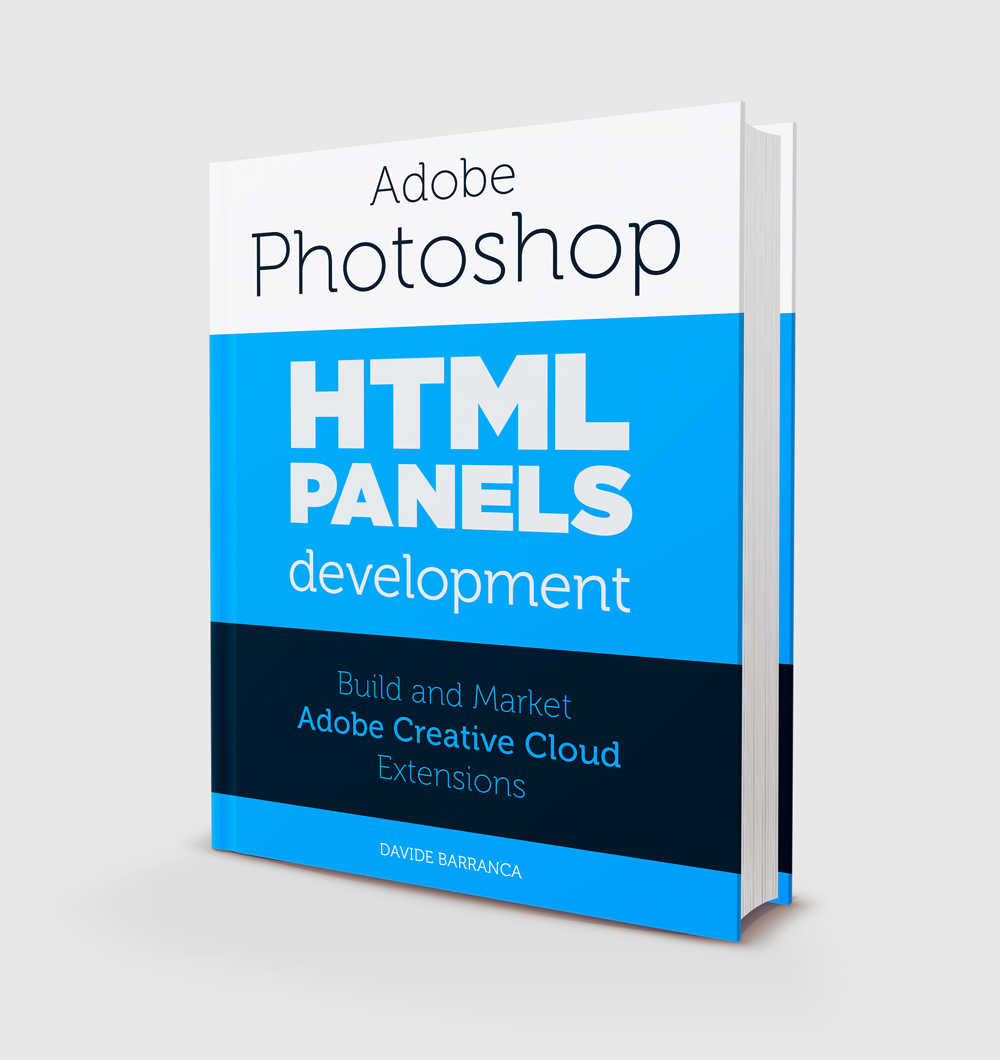 Adobe
Photoshop
HTML
PANELS
development
Build and Market
Adobe Creative Cloud
Extensions
DAVIDE BARRANCA